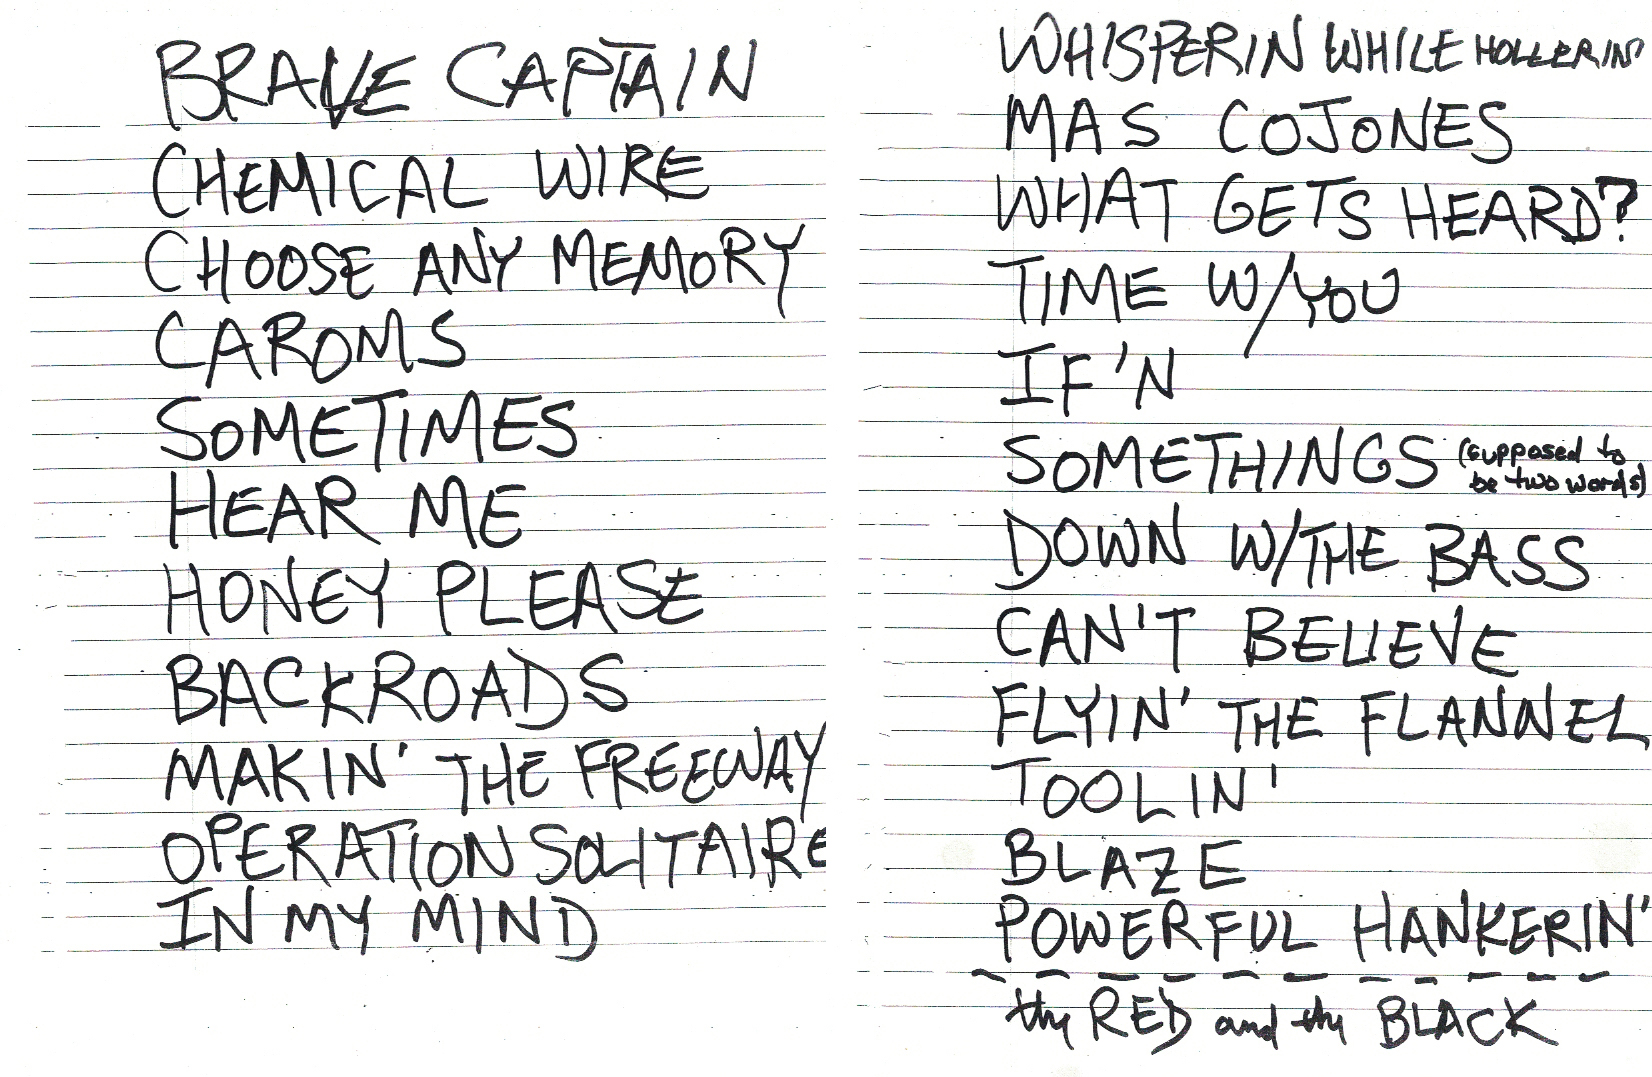 BRAVE CAPTAIN
CHEMICAL WIRE
CHOOSE ANY MEMORY
CAROMS
SOMETIMES
HEAR ME
HONEY PLEASE
BACKROADS
MAKIN' THE FREEWAY
OPERATION SOLITAIRE
IN MY MIND
WHISPERIN WHILE HOLLERIN'
MAS COJONES
WHAT GETS HEARD?
TIME W/YOU
IF'N
SOMETHINGS (supposed to
be two words)
DOWN W/THE BASS
CAN'T BELIEVE
FLYIN' THE FLANNEL
TOOLIN'
BLAZE
POWERFUL HANKERIN'
thy RED and thy BLACK